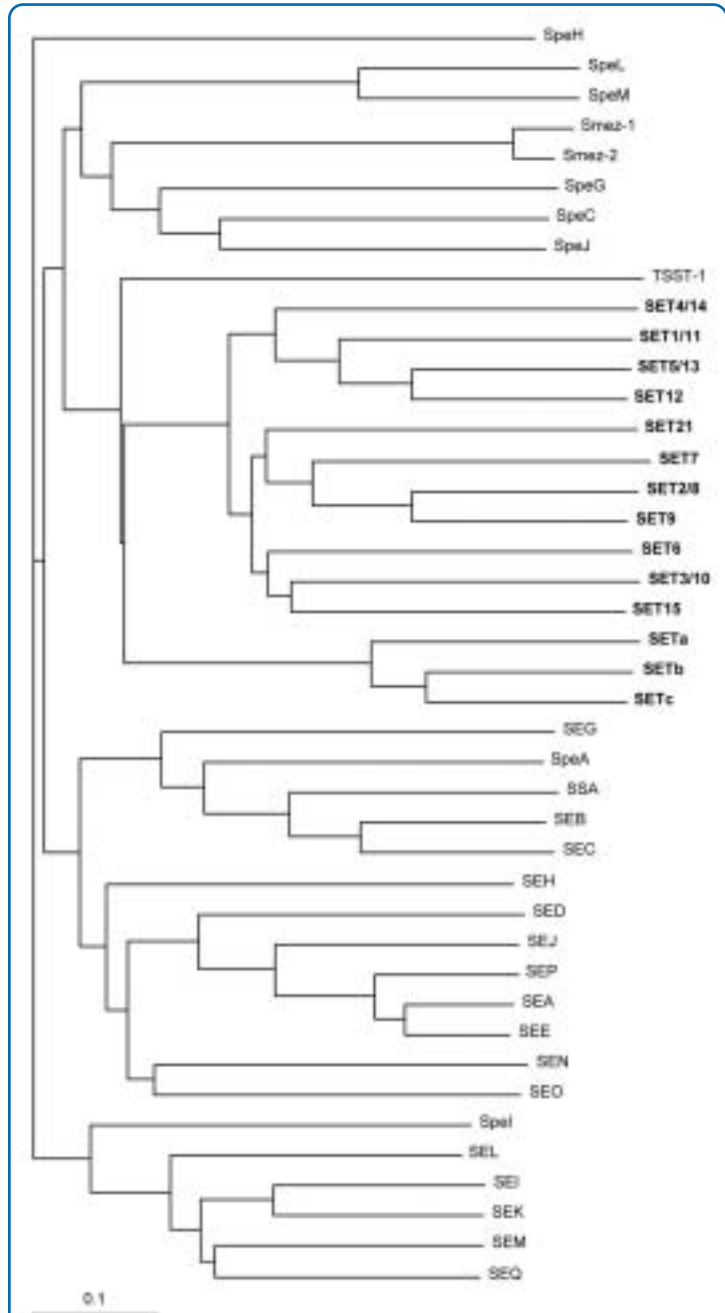 SpeH
SpeL
SpeM
Smez-1
Smez-2
SpeG
SpeC
SpeJ
TSST-1
SET4/14
SET1/11
SET5/13
SET12
SET21
SET7
SET2/8
SET9
SET6
SET3/10
SET15
SETa
SETb
SETc
SEG
SpeA
SSA
SEB
SEC
SEH
SED
SEJ
SEP
SEA
SEE
SEN
SEO
SpeI
SEL
SEI
SEK
SEM
SEQ
0.1